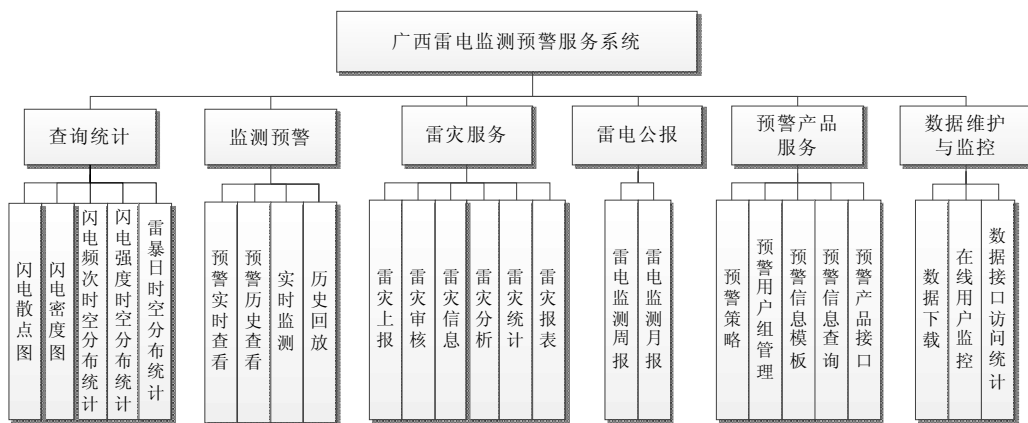 广西雷电监测预警服务系统
查询统计
监测预警
雷灾服务
雷电公报
预警产品
服务
数据维护
与监控
闪电散点图
闪电密度图
闪电频次时空分布统计
闪电强度时空分布统计
雷暴日时空分布统计
预警实时查看
预警历史查看
实时监测
历史回放
雷灾上报
雷灾审核
雷灾信息
雷灾分析
雷灾统计
雷灾报表
雷电监测周报
雷电监测月报
预警策略
预警用户组管理
预警信息模板
预警信息查询
预警产品接口
数据下载
在线用户监控
数据接口访问统计